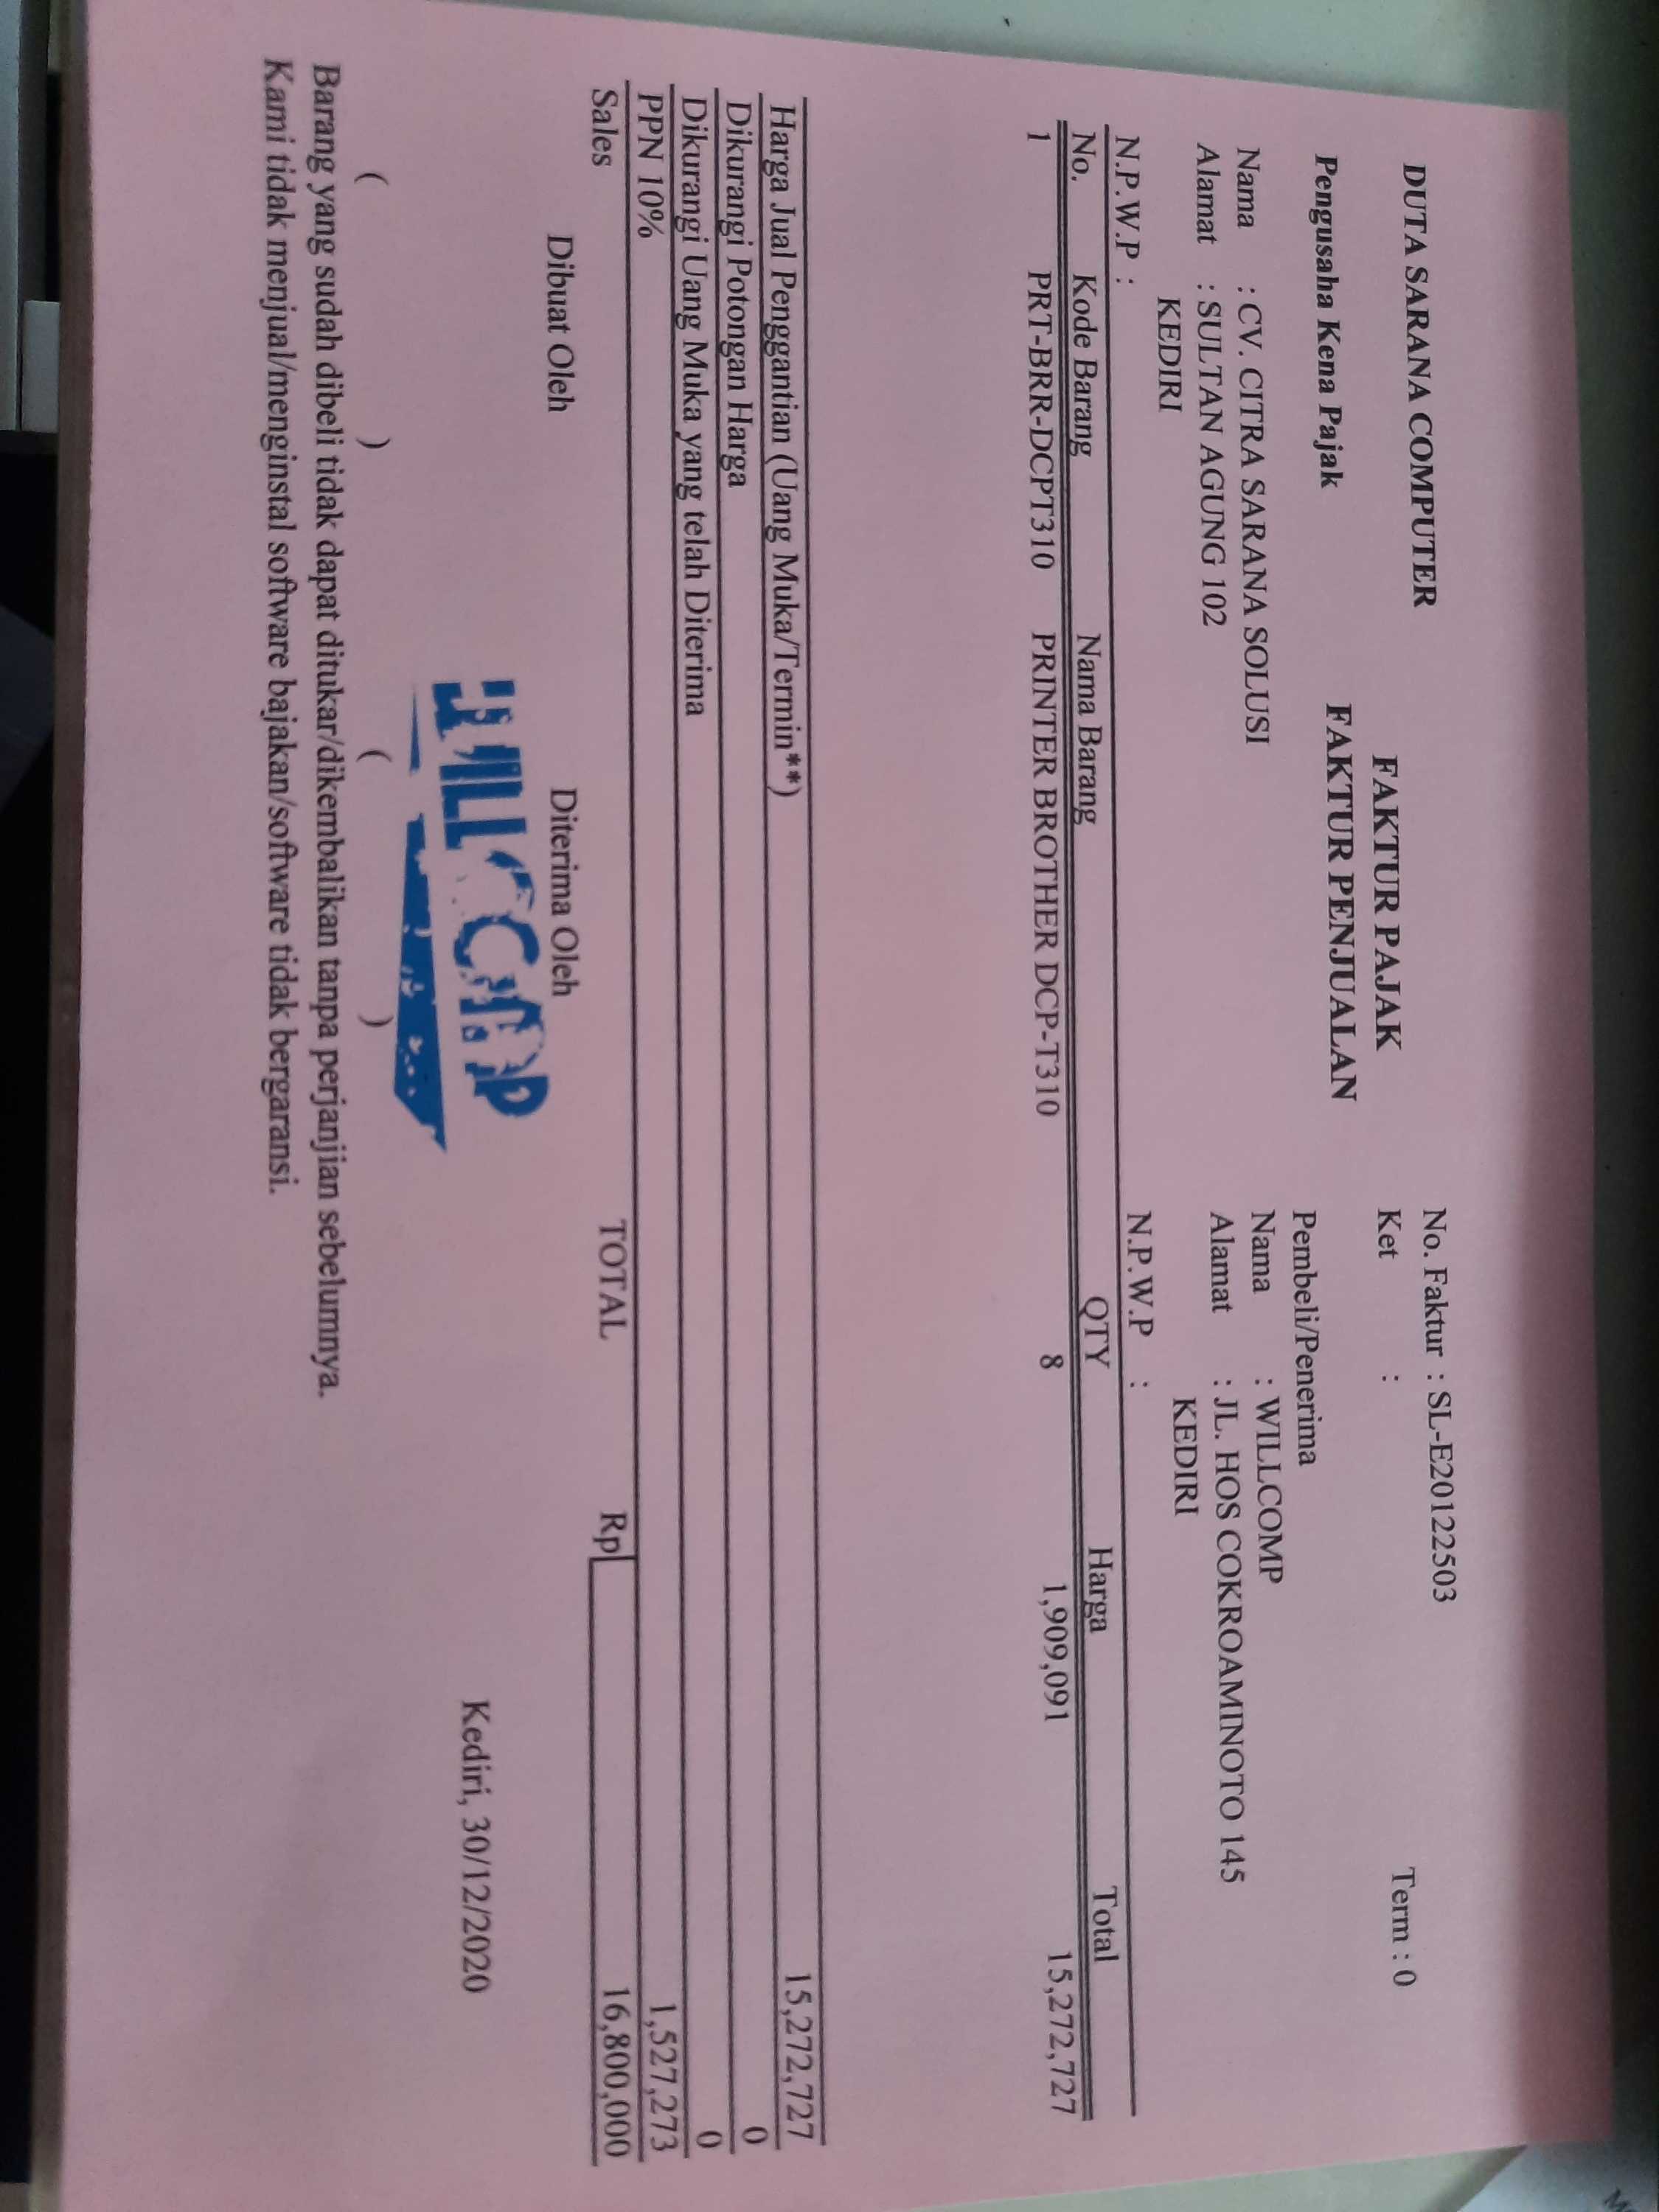 DUTA SARANA COMPUTER
FAKTUR PAJAK
FAKTUR PENJUALAN
No. Faktur : SL-E20122503
Ket :
Term : 0
Pengusaha Kena Pajak
Nama : CV. CITRA SARANA SOLUSI
Alamat : SULTAN AGUNG 102
KEDIRI
N.P.W.P :
Pembeli/Penerima
Nama : WILLCOMP
Alamat : JL. HOS COKROAMINOTO 145
KEDIRI
N.P.W.P :
No. Kode Barang Nama Barang QTY Harga Total
1 PRT-BRR-DCPT310 PRINTER BROTHER DCP-T310 8 1,909,091 15,272,727
Harga Jual Penggantian (Uang Muka/Termin**) 15,272,727
Dikurangi Potongan Harga 0
Dikurangi Uang Muka yang telah Diterima 0
PPN 10% 1,527,273
Sales TOTAL Rp 16,800,000
Dibuat Oleh Diterima Oleh
Kediri, 30/12/2020
( ) ( )
Barang yang sudah dibeli tidak dapat ditukar/dikembalikan tanpa perjanjian sebelumnya.
Kami tidak menjual/menginstal software bajakan/software tidak bergaransi.